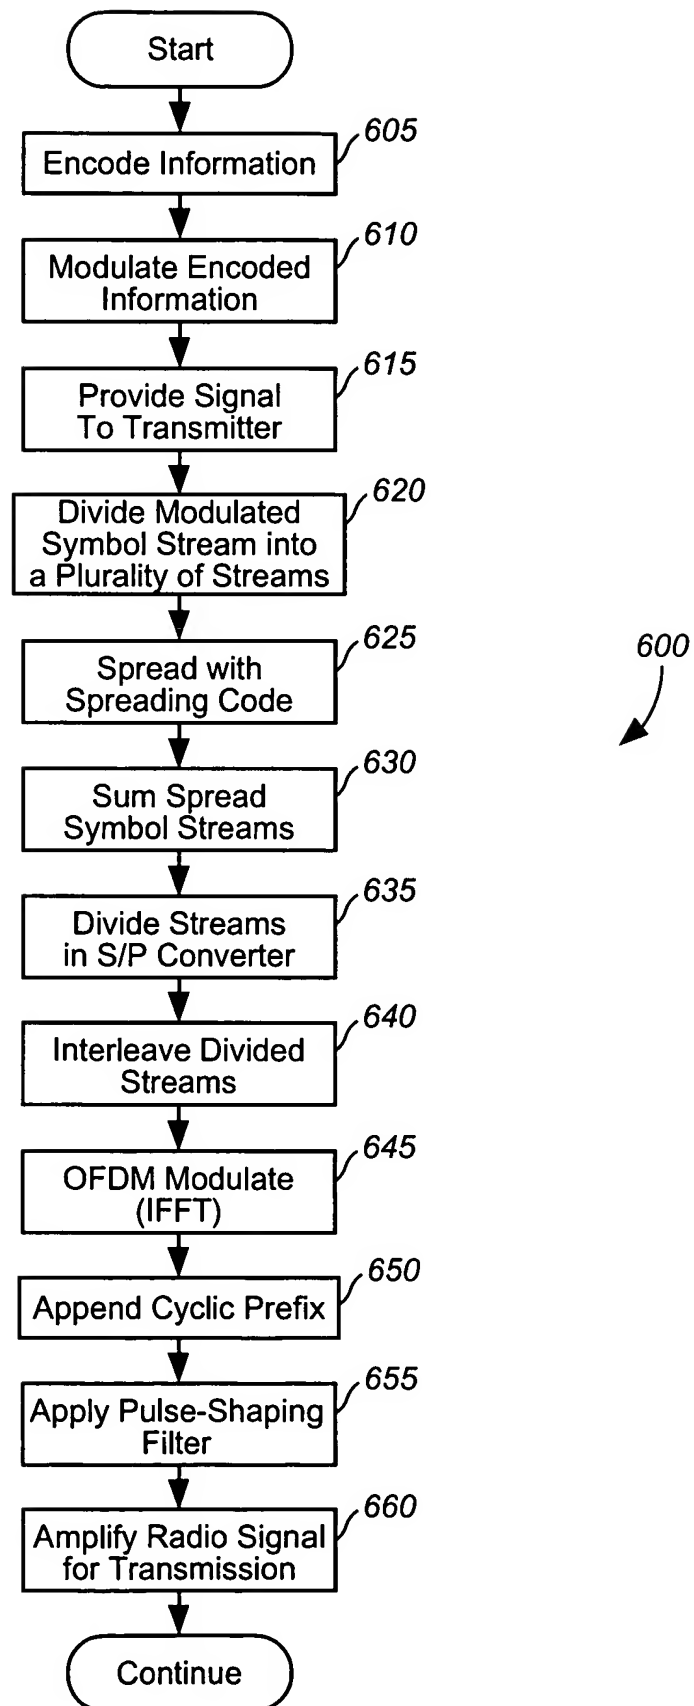 Start
605
Encode Information
610
Modulate Encoded
Information
615
Provide Signal
To Transmitter
620
Divide Modulated
Symbol Stream into
a Plurality of Streams
625
Spread with
Spreading Code
600
630
Sum Spread
Symbol Streams
635
Divide Streams
in S/P Converter
640
Interleave Divided
Streams
645
OFDM Modulate
(IFFT)
650
Append Cyclic Prefix
655
Apply Pulse-Shaping
Filter
660
Amplify Radio Signal
for Transmission
Continue